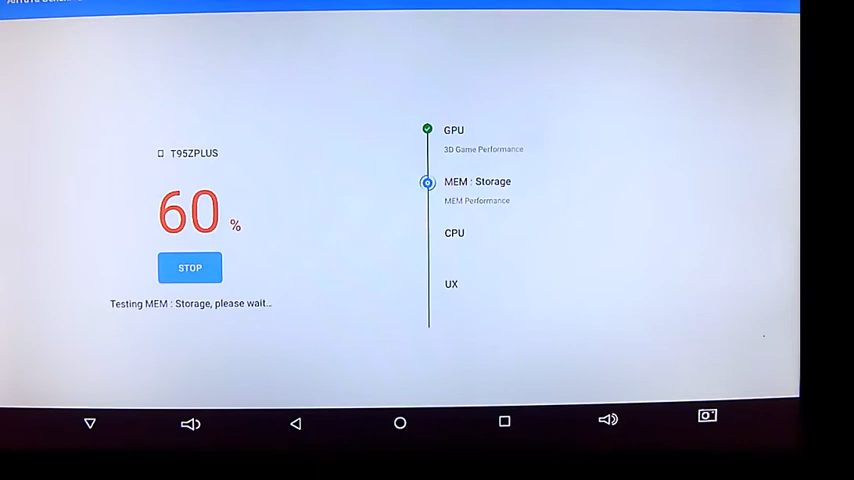 T95ZPLUS
60 %
STOP
Testing MEM : Storage, please wait...
GPU
3D Game Performance
MEM : Storage
MEM Performance
CPU
UX